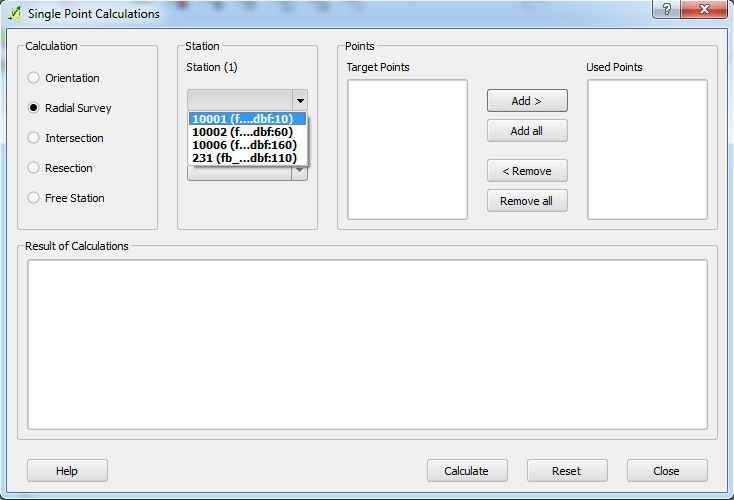 Single Point Calculations
Calculation
Orientation
Radial Survey
Intersection
Resection
Free Station
Station
Station (1)
10001 (f....dbf:10)
10002 (f....dbf:60)
10006 (f...dbf:160)
231 (fb_...dbf:110)
Points
Target Points
Used Points
Add >
Add all
< Remove
Remove all
Result of Calculations
Help
Calculate
Reset
Close